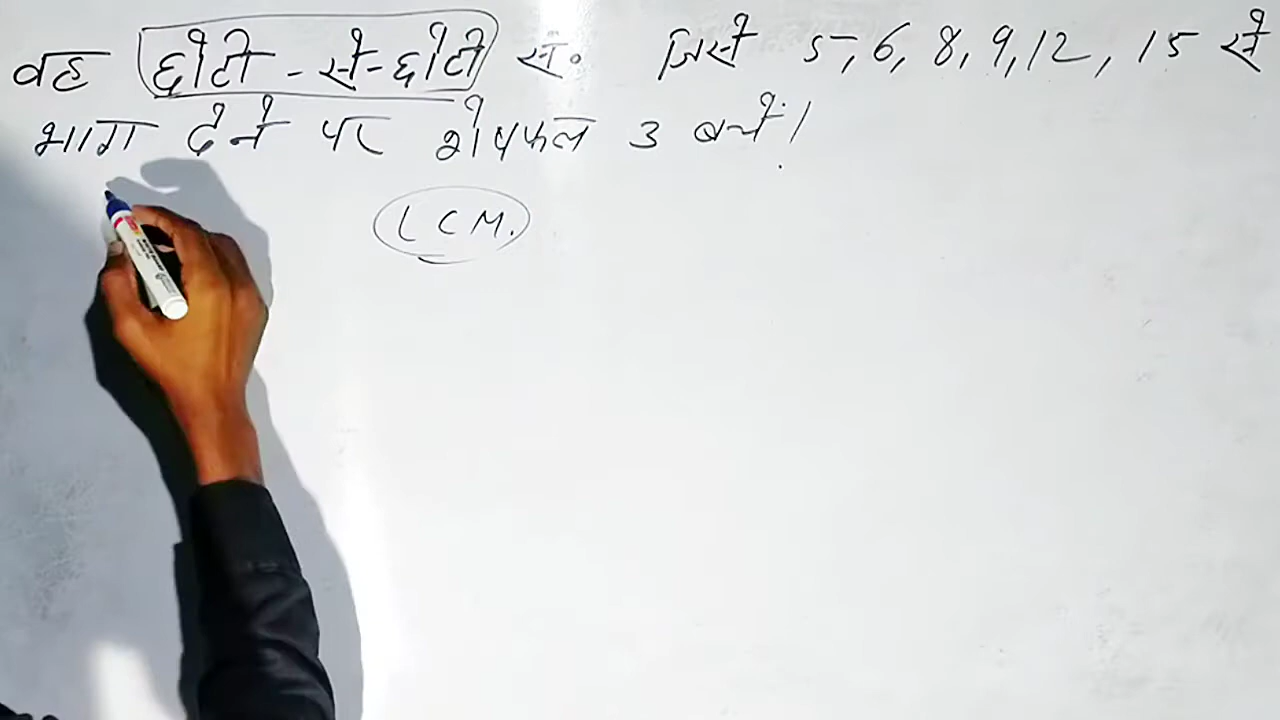 वह छोटी-से-छोटी सं० जिसे 5, 6, 8, 9, 12, 15 से
भाग देने पर शेषफल 3 बचें।
LCM.